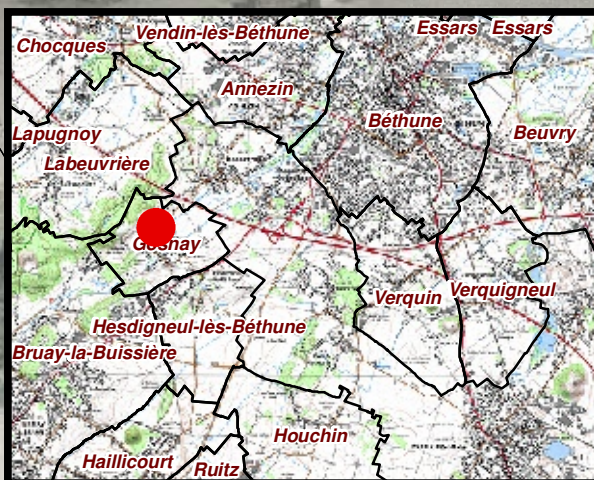 Vendin-lès-Béthune
Essars Essars
Chocques
Annezin
Béthune
Beuvry
Lapugnoy
Labeuvrière
Gosnay
Verquin
Verquigneul
Hesdigneul-lès-Béthune
Bruay-la-Buissière
Houchin
Haillicourt
Ruitz